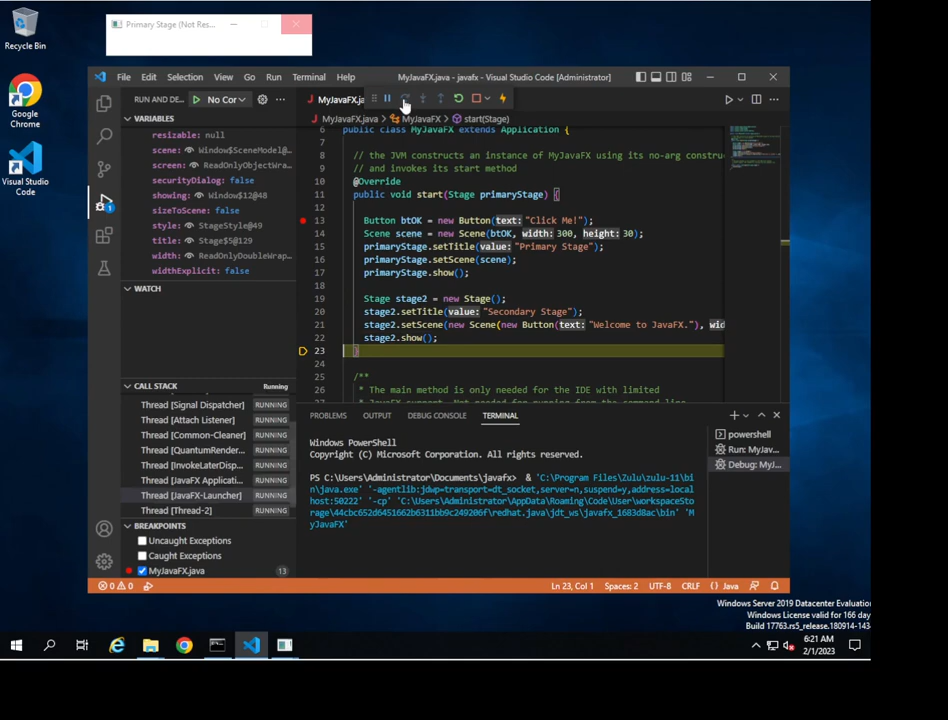 Recycle Bin
Google
Chrome
Visual Studio
Code
Primary Stage (Not Res...
File Edit Selection View Go Run Terminal Help MyJavaFX.java - javafx - Visual Studio Code [Administrator]
RUN AND DE... No Cor
VARIABLES
resizable: null
scene: Window$SceneModel@...
screen: ReadOnlyObjectWra...
securityDialog: false
showing: Window$12@48
sizeToScene: false
style: StageStyle@49
title: Stage$5@129
width: ReadOnlyDoubleWrap...
widthExplicit: false
WATCH
CALL STACK Running
Thread [Signal Dispatcher] RUNNING
Thread [Attach Listener] RUNNING
Thread [Common-Cleaner] RUNNING
Thread [QuantumRender... RUNNING
Thread [InvokeLaterDisp... RUNNING
Thread [JavaFX Applicati... RUNNING
Thread [JavaFX-Launcher] RUNNING
Thread [Thread-2] RUNNING
BREAKPOINTS
Uncaught Exceptions
Caught Exceptions
MyJavaFX.java 13
MyJavaFX.ja
MyJavaFX.java > MyJavaFX > start(Stage)
6 public class MyJavaFX extends Application {
7
8 // the JVM constructs an instance of MyJavaFX using its no-arg constru
9 // and invokes its start method
10 @Override
11 public void start(Stage primaryStage) {
12
13 Button btOK = new Button(text: "Click Me!");
14 Scene scene = new Scene(btOK, width: 300, height: 30);
15 primaryStage.setTitle(value: "Primary Stage");
16 primaryStage.setScene(scene);
17 primaryStage.show();
18
19 Stage stage2 = new Stage();
20 stage2.setTitle(value: "Secondary Stage");
21 stage2.setScene(new Scene(new Button(text: "Welcome to JavaFX."), wid
22 stage2.show();
23 }
24
25 /**
26 * The main method is only needed for the IDE with limited
PROBLEMS OUTPUT DEBUG CONSOLE TERMINAL
Windows PowerShell
Copyright (C) Microsoft Corporation. All rights reserved.
PS C:\Users\Administrator\Documents\javafx> & 'C:\Program Files\Zulu\zulu-11\b
in\java.exe' '-agentlib:jdwp=transport=dt_socket,server=n,suspend=y,address=local
host:50222' '-cp' 'C:\Users\Administrator\AppData\Roaming\Code\User\workspaceSto
rage\44cbc652d6451662b6311bb9c249206f\redhat.java\jdt_ws\javafx_1683d8ac\bin' 'M
yJavaFX'
powershell
Run: MyJav...
Debug: MyJ...
0 0 Ln 23, Col 1 Spaces: 2 UTF-8 CRLF {} Java
Windows Server 2019 Datacenter Evaluation
Windows License valid for 166 day
Build 17763.rs5_release.180914-143
6:21 AM
2/1/2023